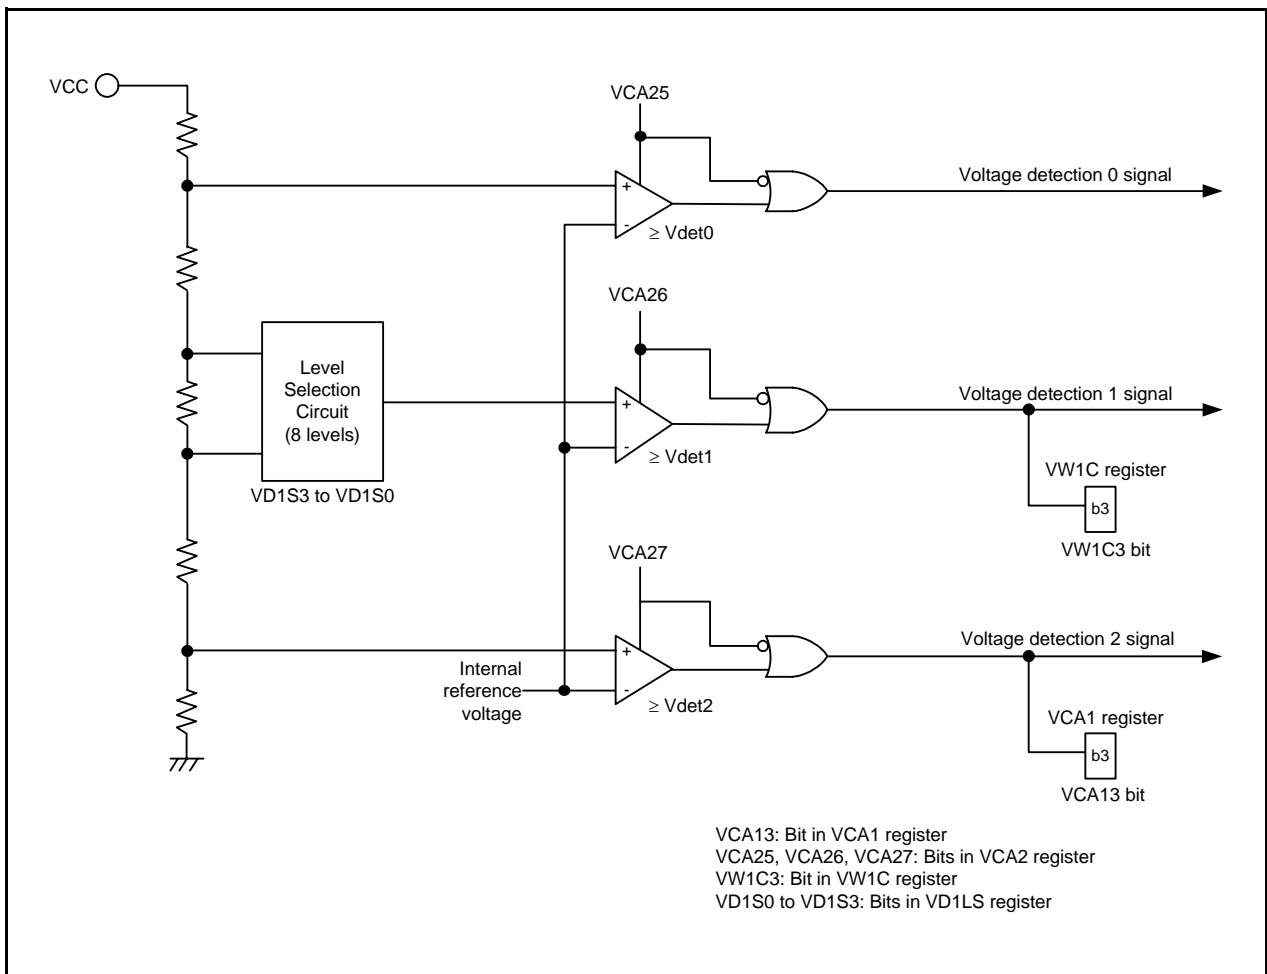 VCC
VCA25
+
-
≥ Vdet0
Voltage detection 0 signal
VCA26
Level
Selection
Circuit
(8 levels)
VD1S3 to VD1S0
+
-
≥ Vdet1
Voltage detection 1 signal
VW1C register
b3
VW1C3 bit
VCA27
+
-
≥ Vdet2
Internal
reference
voltage
Voltage detection 2 signal
VCA1 register
b3
VCA13 bit
VCA13: Bit in VCA1 register
VCA25, VCA26, VCA27: Bits in VCA2 register
VW1C3: Bit in VW1C register
VD1S0 to VD1S3: Bits in VD1LS register